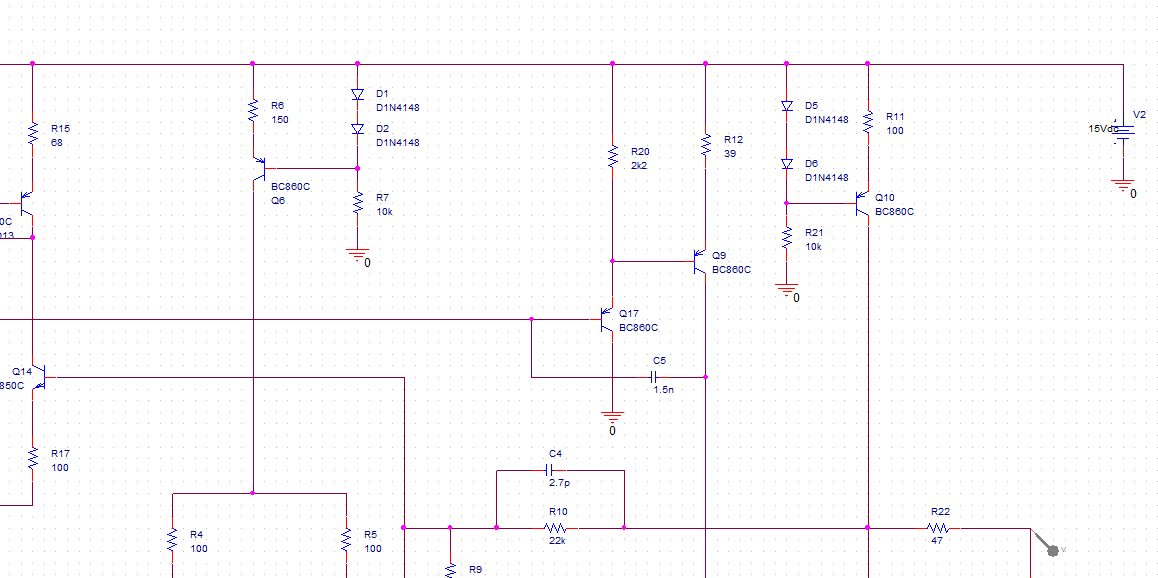 V2
15Vdc
0
R15
68
R6
150
D1
D1N4148
D2
D1N4148
BC860C
Q6
R7
10k
0
0C
Q13
R20
2k2
R12
39
D5
D1N4148
D6
D1N4148
R11
100
Q10
BC860C
R21
10k
0
Q9
BC860C
Q17
BC860C
C5
1.5n
0
Q14
850C
R17
100
C4
2.7p
R10
22k
R22
47
V
R4
100
R5
100
R9